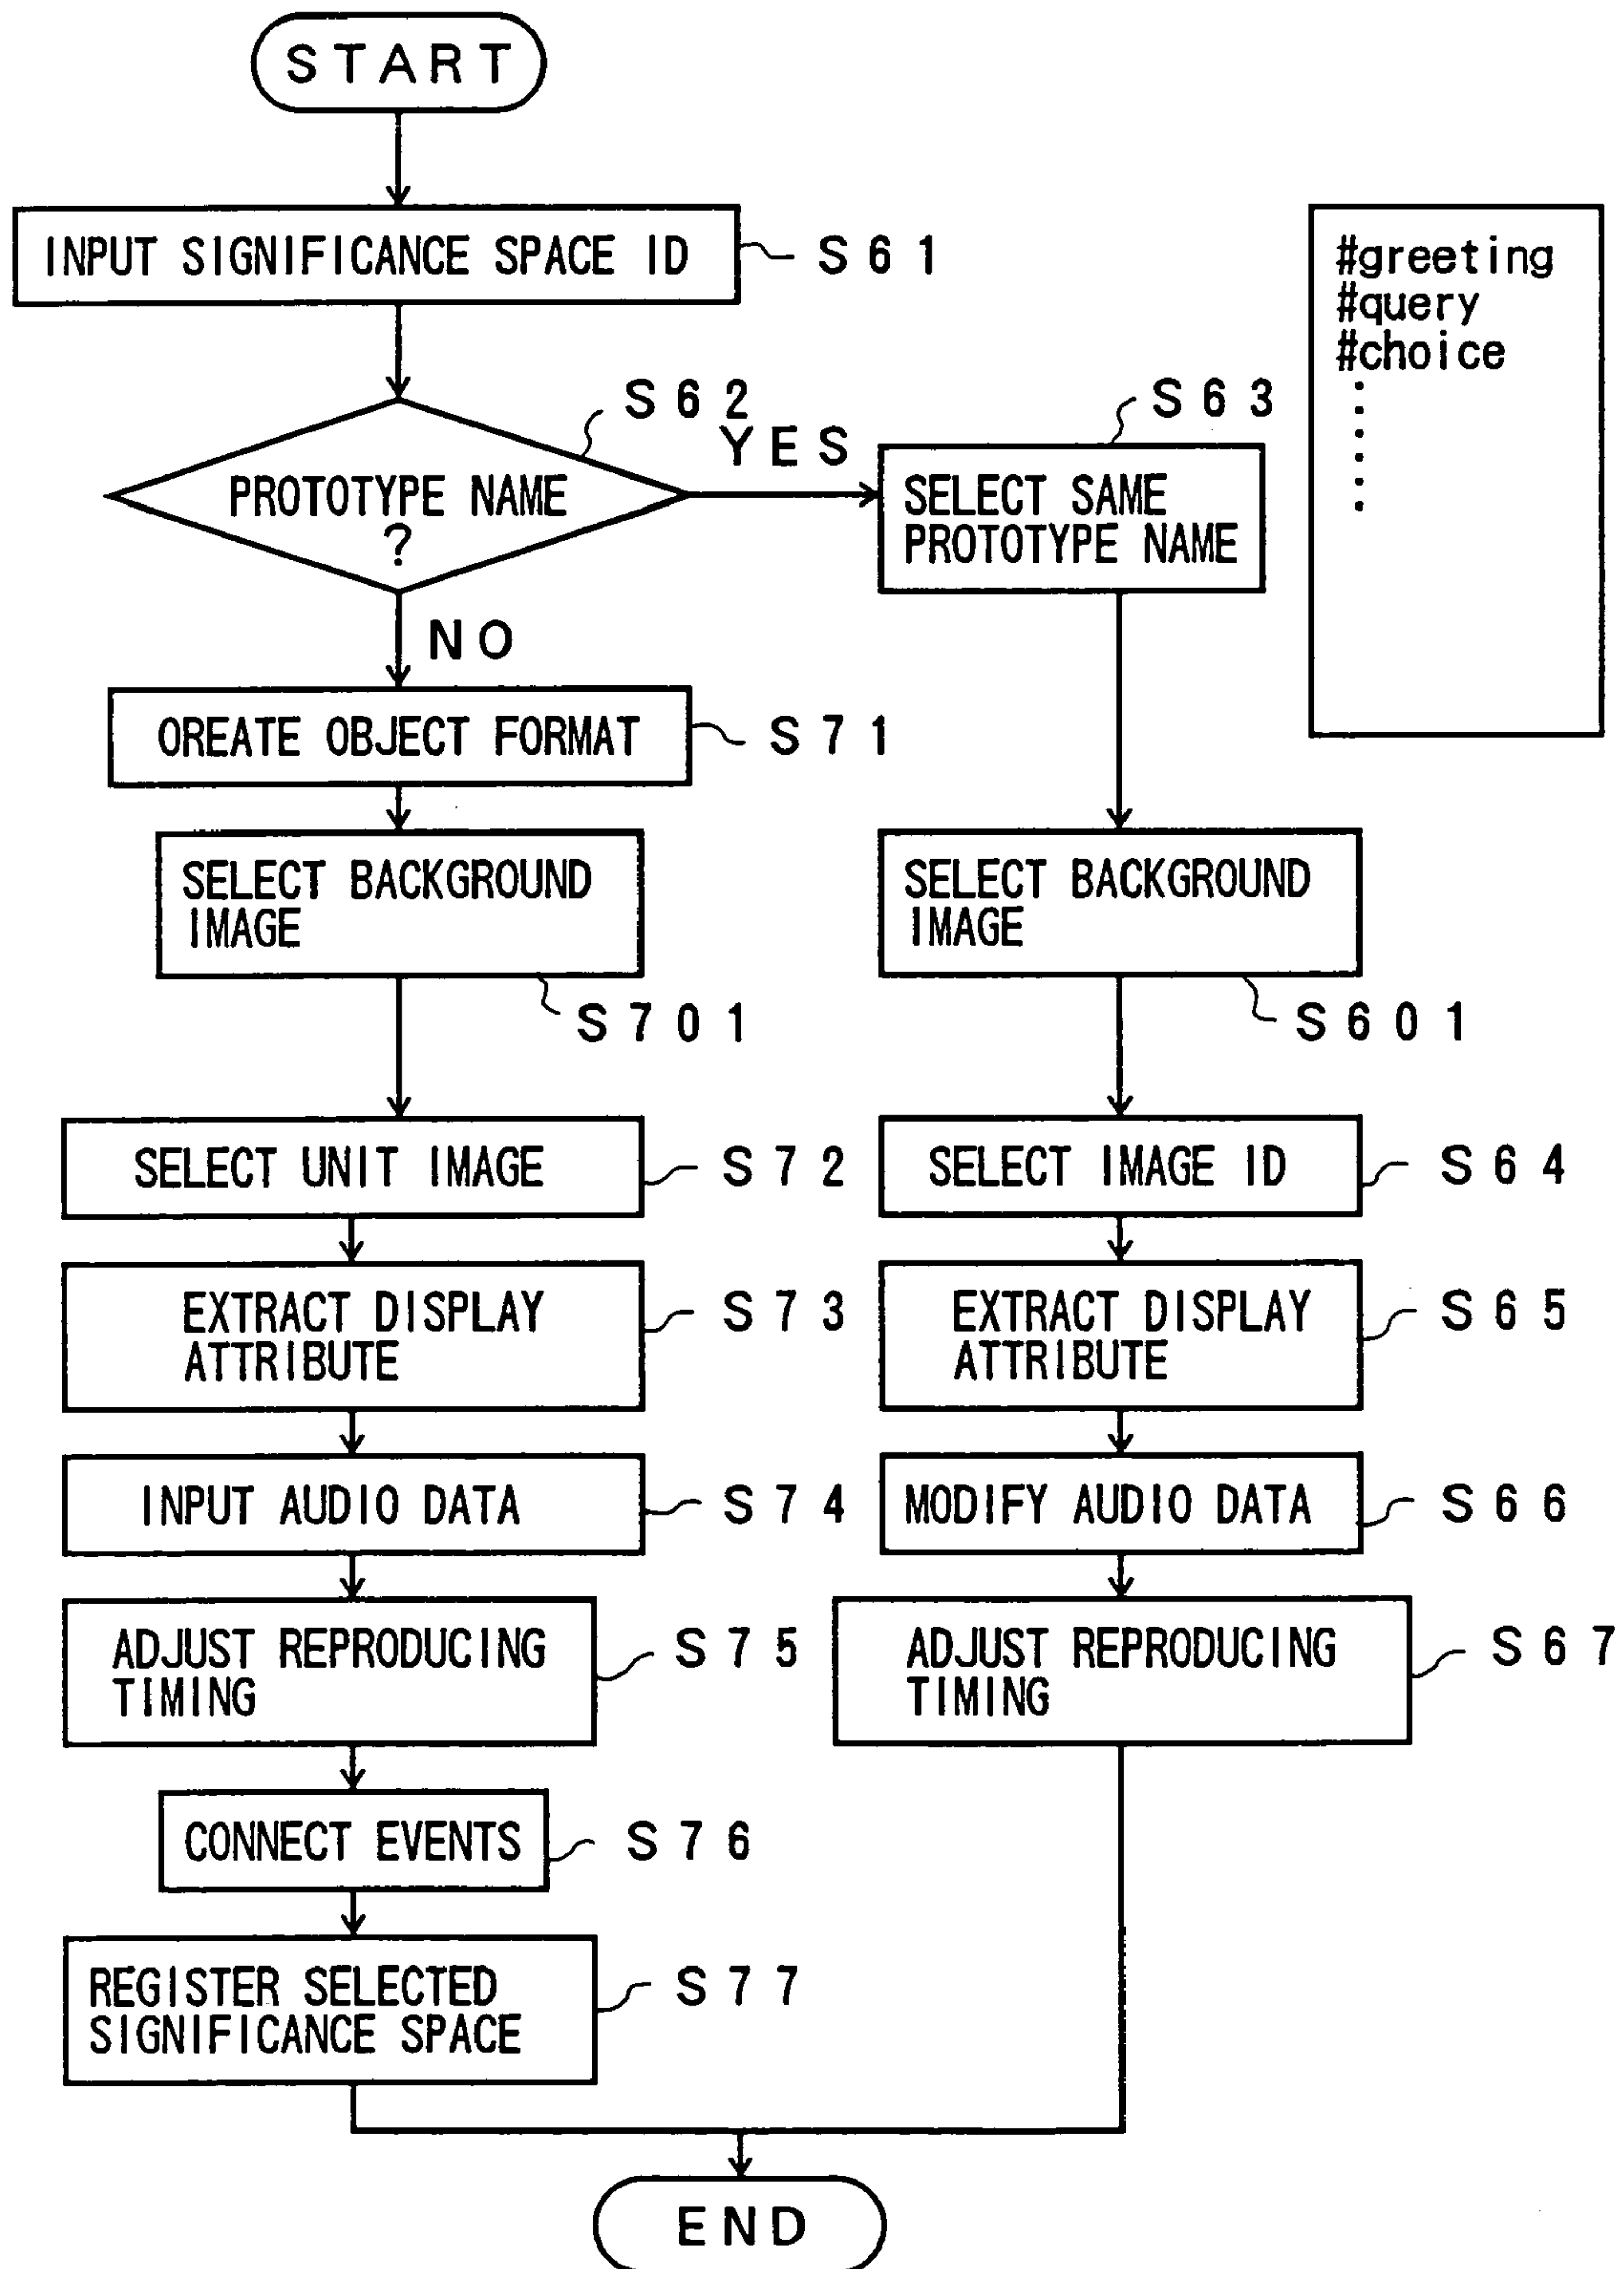 START
INPUT SIGNIFICANCE SPACE ID
S61
#greeting
#query
#choice
S62
PROTOTYPE NAME
?
YES
S63
SELECT SAME
PROTOTYPE NAME
NO
OREATE OBJECT FORMAT
S71
SELECT BACKGROUND
IMAGE
S701
SELECT BACKGROUND
IMAGE
S601
SELECT UNIT IMAGE
S72
SELECT IMAGE ID
S64
EXTRACT DISPLAY
ATTRIBUTE
S73
EXTRACT DISPLAY
ATTRIBUTE
S65
INPUT AUDIO DATA
S74
MODIFY AUDIO DATA
S66
ADJUST REPRODUCING
TIMING
S75
ADJUST REPRODUCING
TIMING
S67
CONNECT EVENTS
S76
REGISTER SELECTED
SIGNIFICANCE SPACE
S77
END